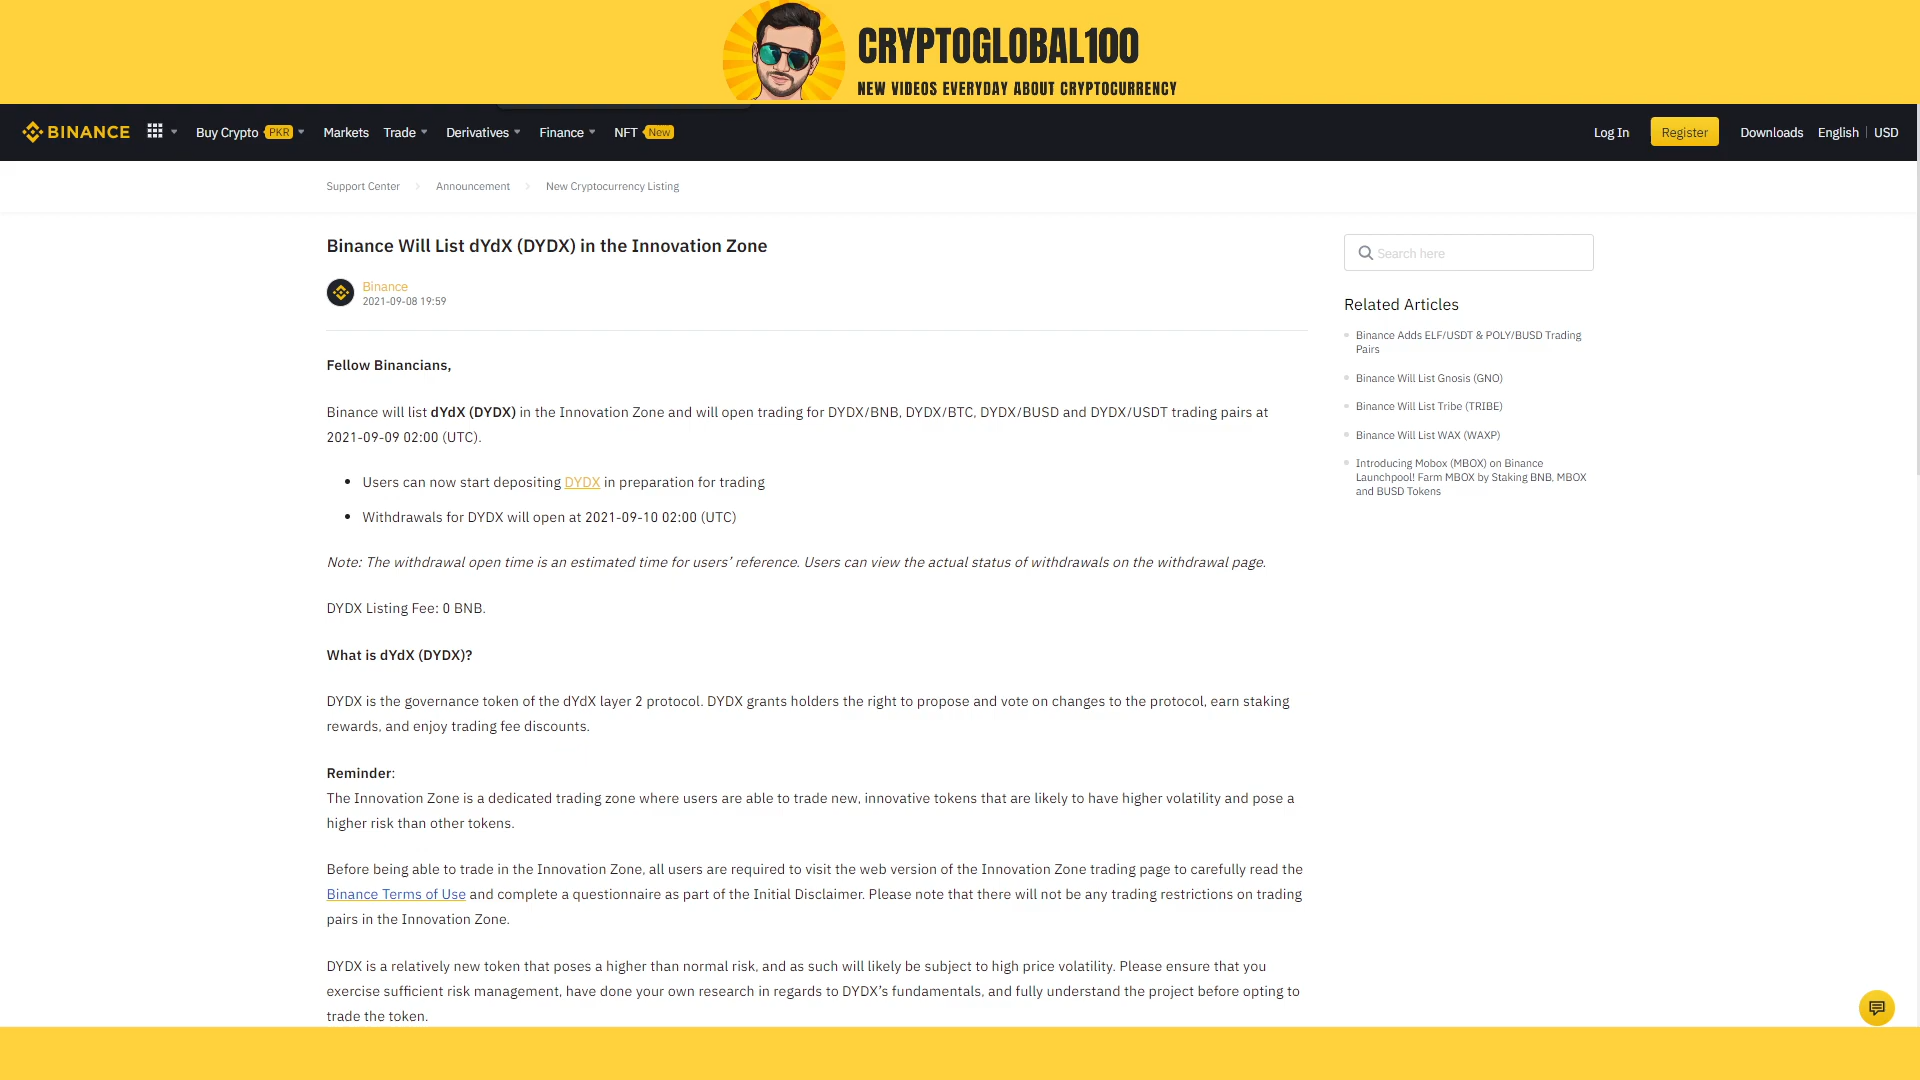 CRYPTOGLOBAL100
NEW VIDEOS EVERYDAY ABOUT CRYPTOCURRENCY
BINANCE Buy Crypto PKR Markets Trade Derivatives Finance NFT New Log In Register Downloads English USD
Support Center Announcement New Cryptocurrency Listing
Binance Will List dYdX (DYDX) in the Innovation Zone
Binance
2021-09-08 19:59
Fellow Binancians,
Binance will list dYdX (DYDX) in the Innovation Zone and will open trading for DYDX/BNB, DYDX/BTC, DYDX/BUSD and DYDX/USDT trading pairs at
2021-09-09 02:00 (UTC).
Users can now start depositing DYDX in preparation for trading
Withdrawals for DYDX will open at 2021-09-10 02:00 (UTC)
Note: The withdrawal open time is an estimated time for users’ reference. Users can view the actual status of withdrawals on the withdrawal page.
DYDX Listing Fee: 0 BNB.
What is dYdX (DYDX)?
DYDX is the governance token of the dYdX layer 2 protocol. DYDX grants holders the right to propose and vote on changes to the protocol, earn staking
rewards, and enjoy trading fee discounts.
Reminder:
The Innovation Zone is a dedicated trading zone where users are able to trade new, innovative tokens that are likely to have higher volatility and pose a
higher risk than other tokens.
Before being able to trade in the Innovation Zone, all users are required to visit the web version of the Innovation Zone trading page to carefully read the
Binance Terms of Use and complete a questionnaire as part of the Initial Disclaimer. Please note that there will not be any trading restrictions on trading
pairs in the Innovation Zone.
DYDX is a relatively new token that poses a higher than normal risk, and as such will likely be subject to high price volatility. Please ensure that you
exercise sufficient risk management, have done your own research in regards to DYDX’s fundamentals, and fully understand the project before opting to
trade the token.
Search here
Related Articles
Binance Adds ELF/USDT & POLY/BUSD Trading
Pairs
Binance Will List Gnosis (GNO)
Binance Will List Tribe (TRIBE)
Binance Will List WAX (WAXP)
Introducing Mobox (MBOX) on Binance
Launchpool! Farm MBOX by Staking BNB, MBOX
and BUSD Tokens